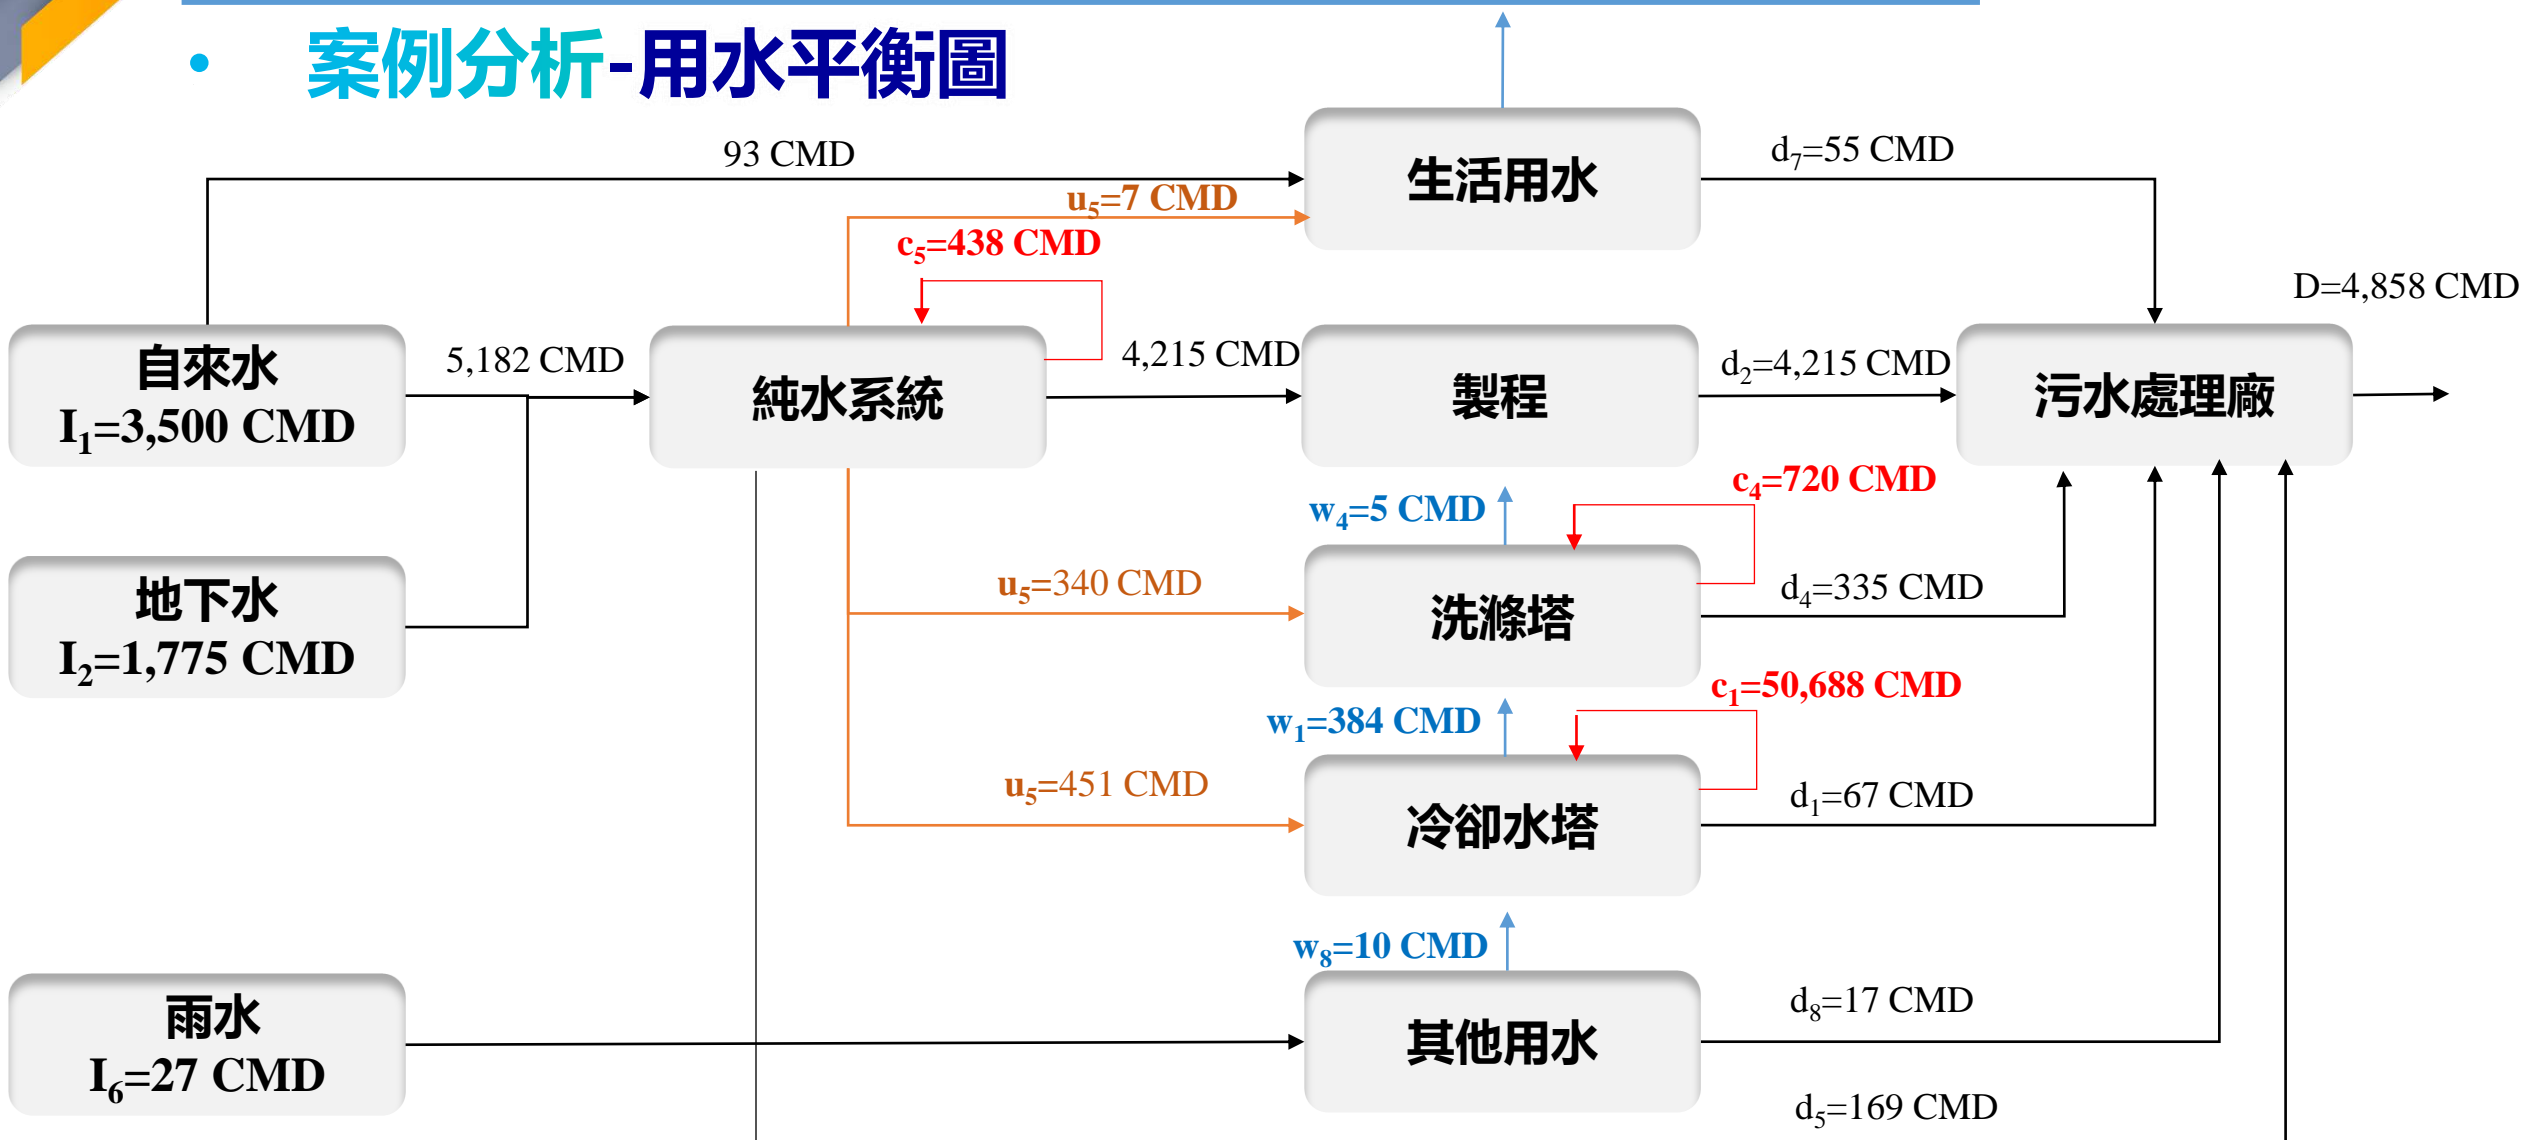 • 案例分析-用水平衡圖
93 CMD
u₅=7 CMD
c₅=438 CMD
生活用水
d₇=55 CMD
D=4,858 CMD
自來水
I₁=3,500 CMD
5,182 CMD
純水系統
4,215 CMD
製程
d₂=4,215 CMD
污水處理廠
w₄=5 CMD
c₄=720 CMD
地下水
I₂=1,775 CMD
u₅=340 CMD
洗滌塔
d₄=335 CMD
w₁=384 CMD
c₁=50,688 CMD
u₅=451 CMD
冷卻水塔
d₁=67 CMD
w₈=10 CMD
雨水
I₆=27 CMD
其他用水
d₈=17 CMD
d₅=169 CMD